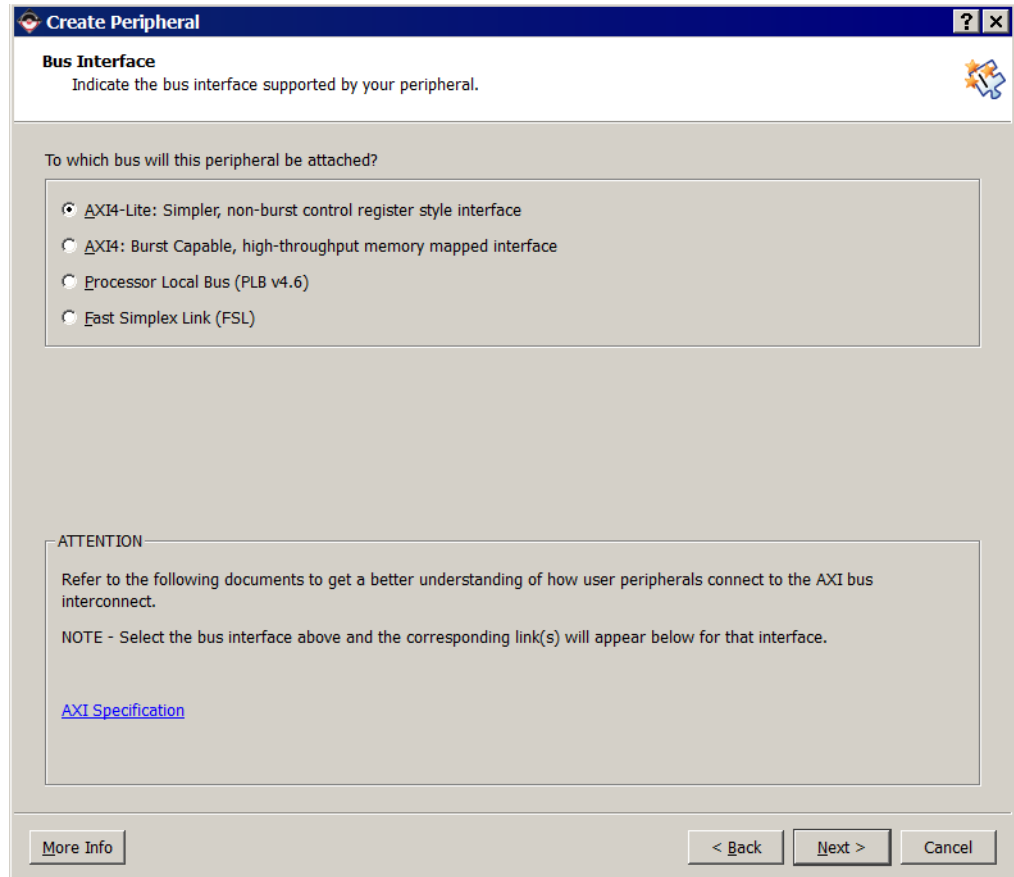 Create Peripheral
Bus Interface
Indicate the bus interface supported by your peripheral.
To which bus will this peripheral be attached?
AXI4-Lite: Simpler, non-burst control register style interface
AXI4: Burst Capable, high-throughput memory mapped interface
Processor Local Bus (PLB v4.6)
Fast Simplex Link (FSL)
ATTENTION
Refer to the following documents to get a better understanding of how user peripherals connect to the AXI bus
interconnect.
NOTE - Select the bus interface above and the corresponding link(s) will appear below for that interface.
AXI Specification
More Info
< Back
Next >
Cancel